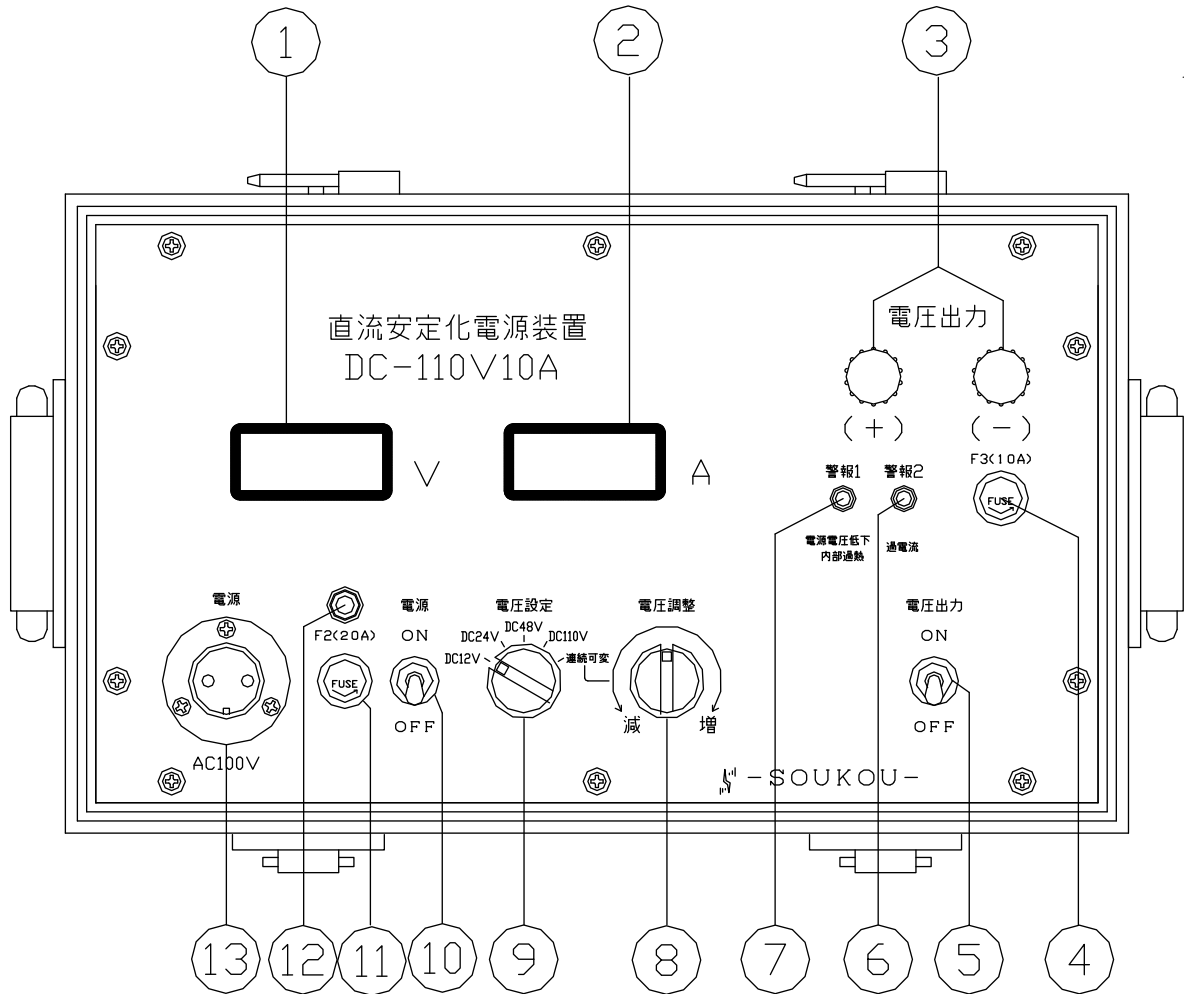 1
2
3
直流安定化電源装置
DC-110V10A
電圧出力
(+)
(-)
V
A
警報1
警報2
F3(10A)
FUSE
電源電圧低下
内部過熱
過電流
電源
F2(20A)
FUSE
AC100V
電源
ON
OFF
電圧設定
DC12V
DC24V
DC48V
DC110V
連続可変
電圧調整
減
増
電圧出力
ON
OFF
-SOUKOU-
13
12
11
10
9
8
7
6
5
4